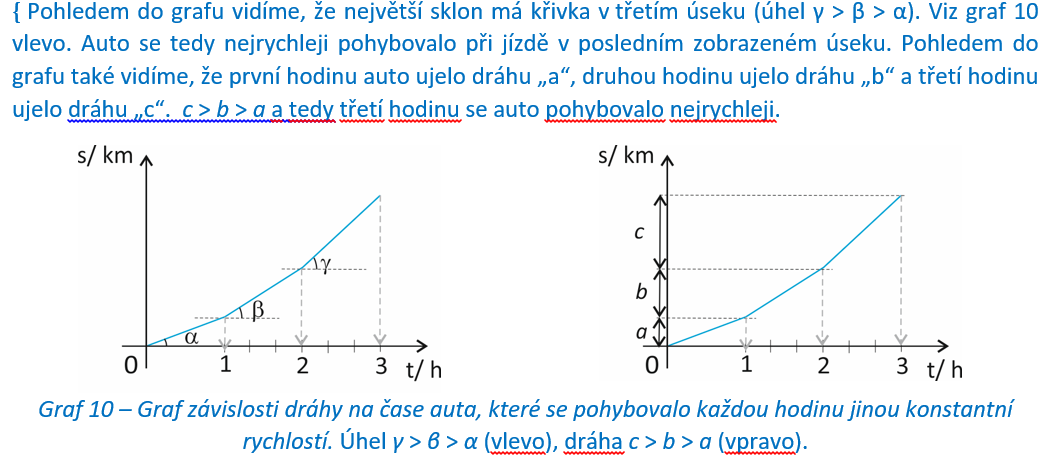 { Pohledem do grafu vidíme, že největší sklon má křivka v třetím úseku (úhel γ > β > α). Viz graf 10
vlevo. Auto se tedy nejrychleji pohybovalo při jízdě v posledním zobrazeném úseku. Pohledem do
grafu také vidíme, že první hodinu auto ujelo dráhu „a“, druhou hodinu ujelo dráhu „b“ a třetí hodinu
ujelo dráhu „c“. c > b > a a tedy třetí hodinu se auto pohybovalo nejrychleji.
s/ km
γ
β
α
0 1 2 3 t/ h
s/ km
c
b
a
0 1 2 3 t/ h
Graf 10 – Graf závislosti dráhy na čase auta, které se pohybovalo každou hodinu jinou konstantní
rychlostí. Úhel γ > β > α (vlevo), dráha c > b > a (vpravo).